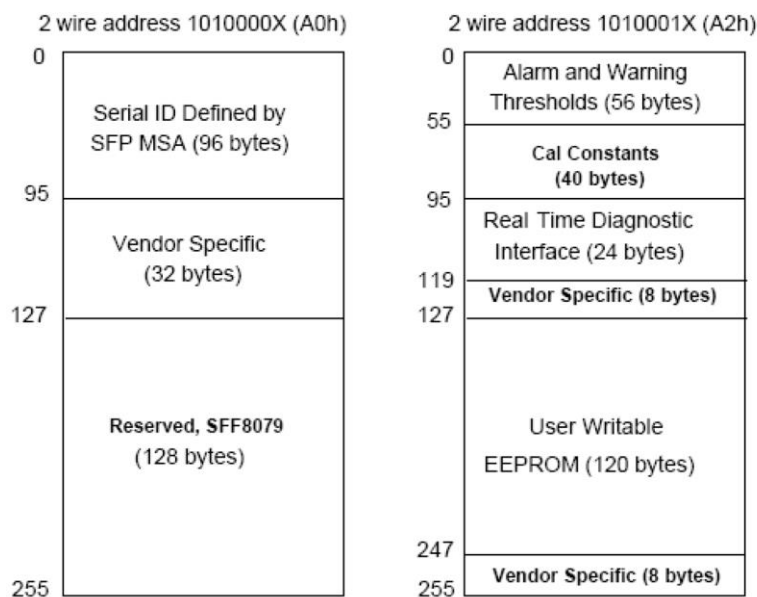 2 wire address 1010000X (A0h)
0
Serial ID Defined by
SFP MSA (96 bytes)
95
Vendor Specific
(32 bytes)
127
Reserved, SFF8079
(128 bytes)
255
2 wire address 1010001X (A2h)
0
Alarm and Warning
Thresholds (56 bytes)
55
Cal Constants
(40 bytes)
95
Real Time Diagnostic
Interface (24 bytes)
119
Vendor Specific (8 bytes)
127
User Writable
EEPROM (120 bytes)
247
Vendor Specific (8 bytes)
255